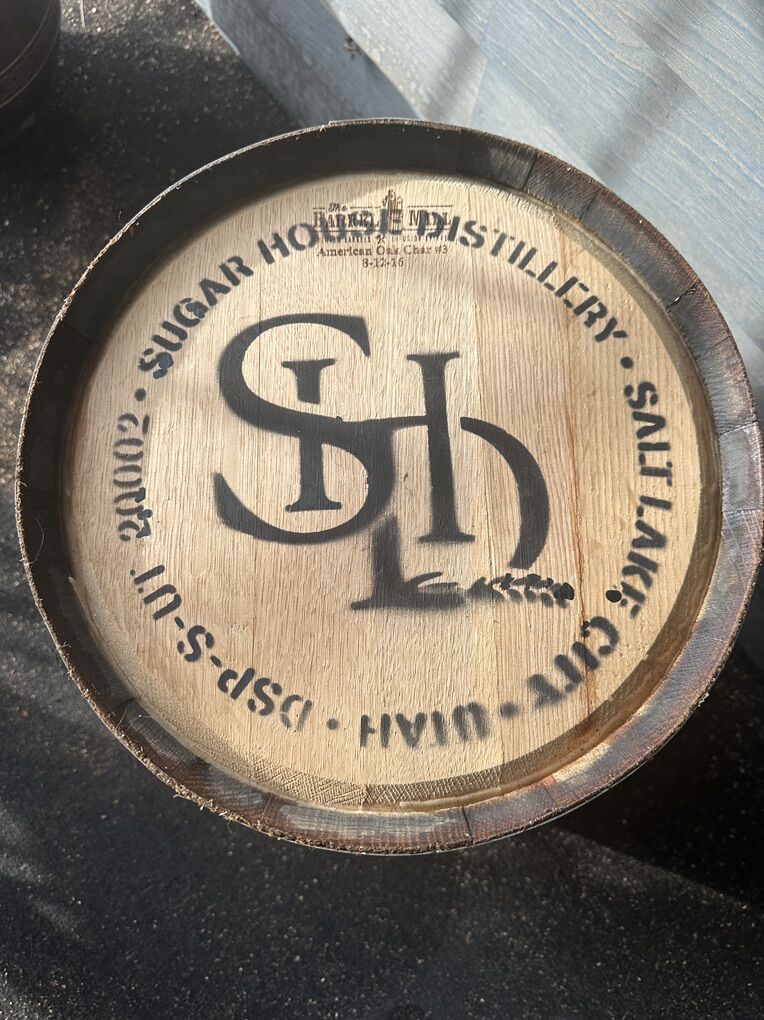 The
BARREL MILL
American Oak Char #3
8-12-16
SUGAR HOUSE DISTILLERY • SALT LAKE CITY • UTAH • DSP-S-UT. 20002 •
SHD